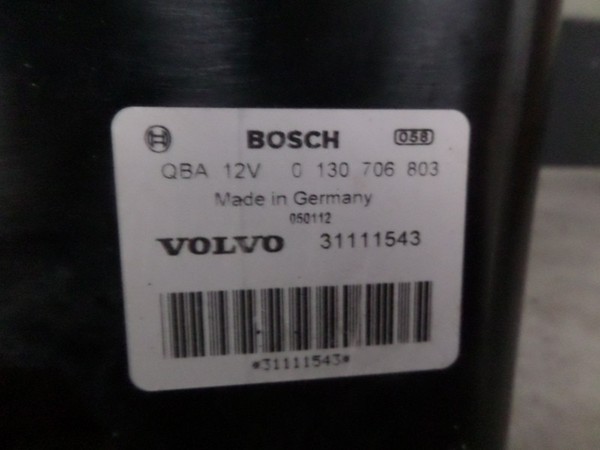 BOSCH 058
QBA 12V 0 130 706 803
Made in Germany
050112
VOLVO 31111543
*31111543*